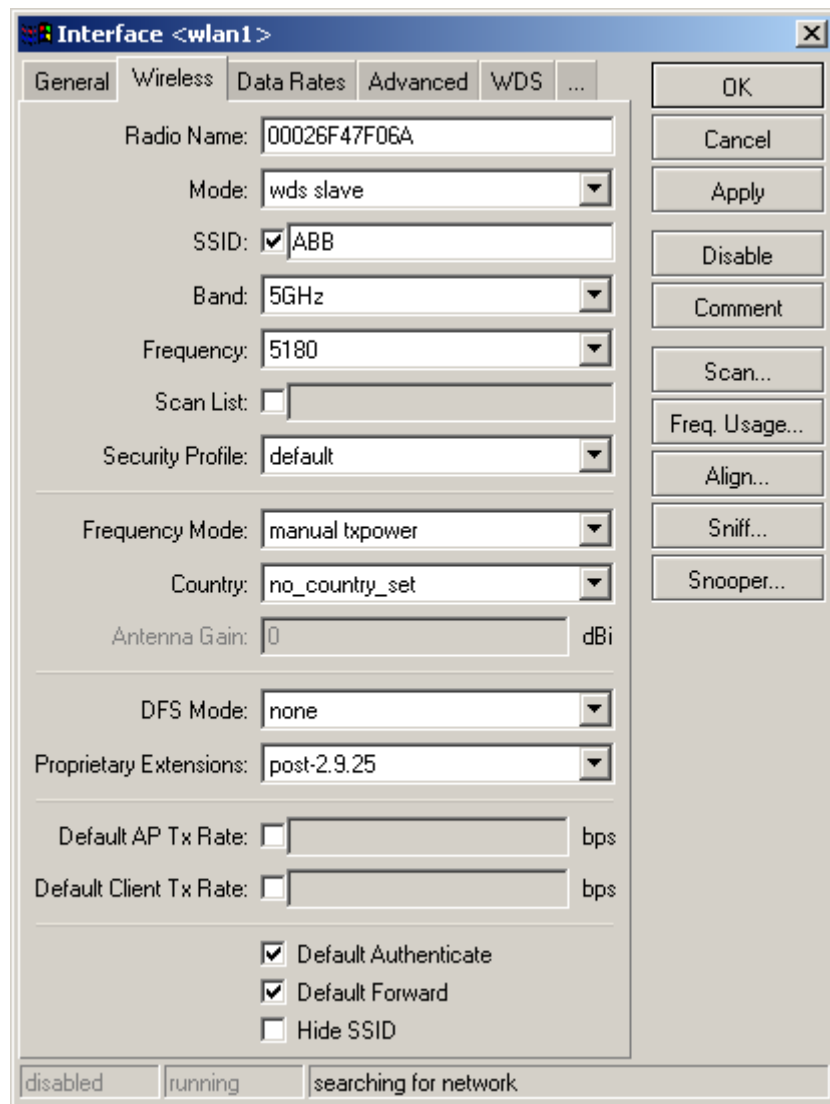 Interface <wlan1>
General Wireless Data Rates Advanced WDS ...
Radio Name: 00026F47F06A
Mode: wds slave
SSID: ABB
Band: 5GHz
Frequency: 5180
Scan List:
Security Profile: default
Frequency Mode: manual txpower
Country: no_country_set
Antenna Gain: 0 dBi
DFS Mode: none
Proprietary Extensions: post-2.9.25
Default AP Tx Rate: bps
Default Client Tx Rate: bps
Default Authenticate
Default Forward
Hide SSID
OK
Cancel
Apply
Disable
Comment
Scan...
Freq. Usage...
Align...
Sniff...
Snooper...
disabled running searching for network